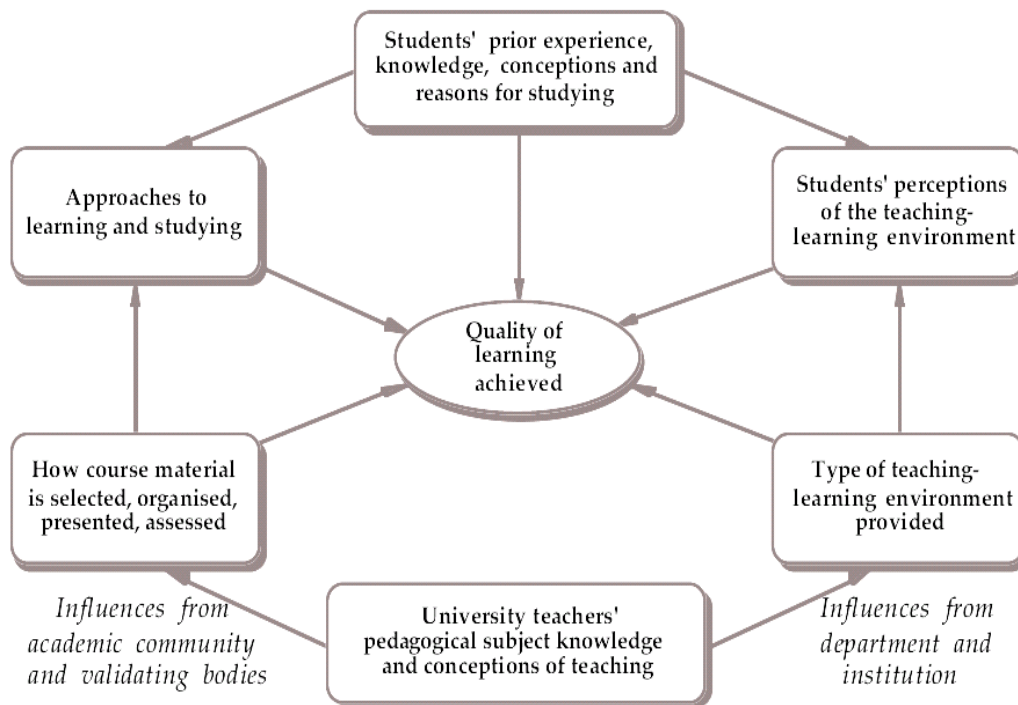 Students' prior experience,
knowledge, conceptions and
reasons for studying
Approaches to
learning and studying
Students' perceptions
of the teaching-
learning environment
Quality of
learning
achieved
How course material
is selected, organised,
presented, assessed
Type of teaching-
learning environment
provided
Influences from
academic community
and validating bodies
University teachers'
pedagogical subject knowledge
and conceptions of teaching
Influences from
department and
institution